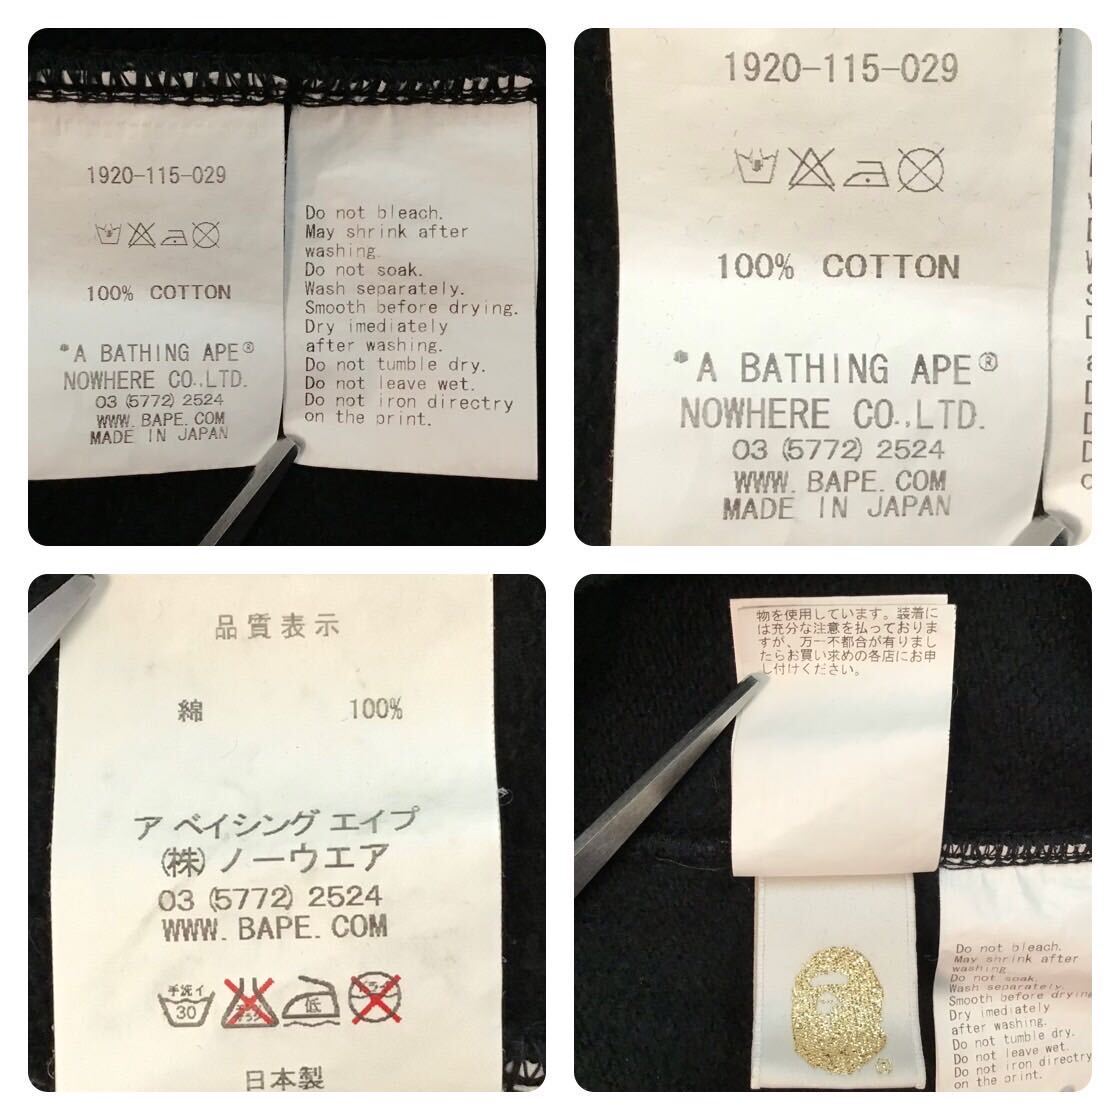 1920-115-029
100% COTTON
*A BATHING APE®
NOWHERE CO.,LTD.
03 (5772) 2524
WWW. BAPE. COM
MADE IN JAPAN
Do not bleach.
May shrink after
washing.
Do not soak.
Wash separately.
Smooth before drying.
Dry imediately
after washing.
Do not tumble dry.
Do not leave wet.
Do not iron directry
on the print.
1920-115-029
100% COTTON
*A BATHING APE®
NOWHERE CO.,LTD.
03 (5772) 2524
WWW. BAPE. COM
MADE IN JAPAN
品質表示
綿 100%
ア ベイシング エイプ
(株) ノーウエア
03 (5772) 2524
WWW. BAPE. COM
手洗イ
30
低
日本製
物を使用しています。装着に
は充分な注意を払っておりま
すが、万一不都合が有りまし
たらお買い求めの各店にお申
し付けください。
®
Do not bleach.
May shrink after
washing.
Do not soak.
Wash separately.
Smooth before drying
Dry imediately
after washing.
Do not tumble dry.
Do not leave wet.
Do not iron directry
on the print.